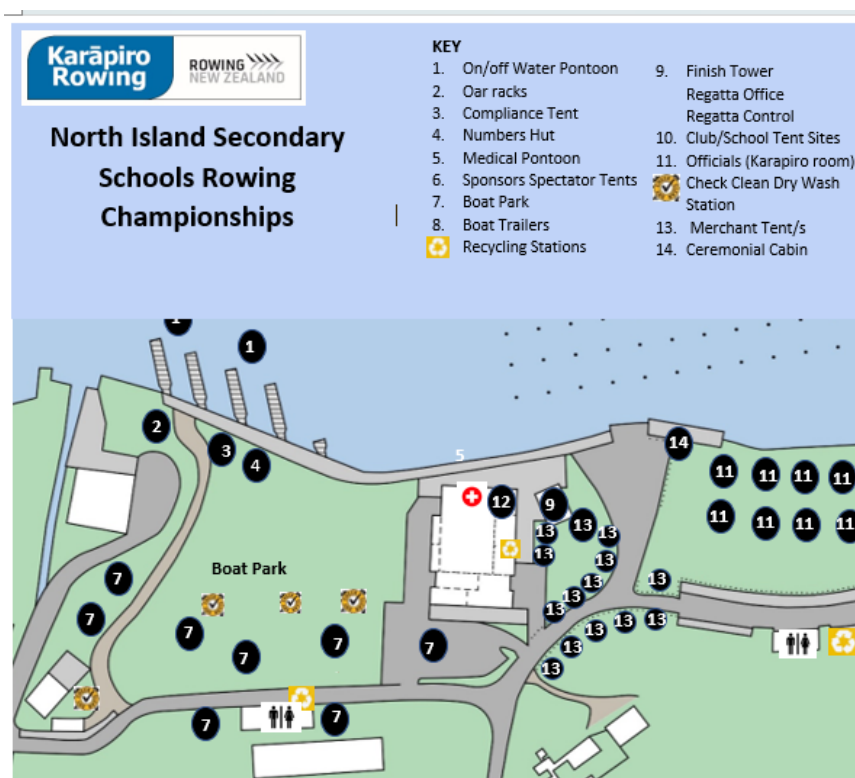 Karāpiro
Rowing
ROWING
NEW ZEALAND
North Island Secondary
Schools Rowing
Championships
KEY
1. On/off Water Pontoon
2. Oar racks
3. Compliance Tent
4. Numbers Hut
5. Medical Pontoon
6. Sponsors Spectator Tents
7. Boat Park
8. Boat Trailers
Recycling Stations
9. Finish Tower
Regatta Office
Regatta Control
10. Club/School Tent Sites
11. Officials (Karapiro room)
Check Clean Dry Wash
Station
13. Merchant Tent/s
14. Ceremonial Cabin
1
1
2
3
4
5
14
11 11 11 11
12
9
11 11 11 11
13
13
13
13
13
Boat Park
7
13
13
13
13
7
7
13
13
13
7
7
7
13
13
7
7